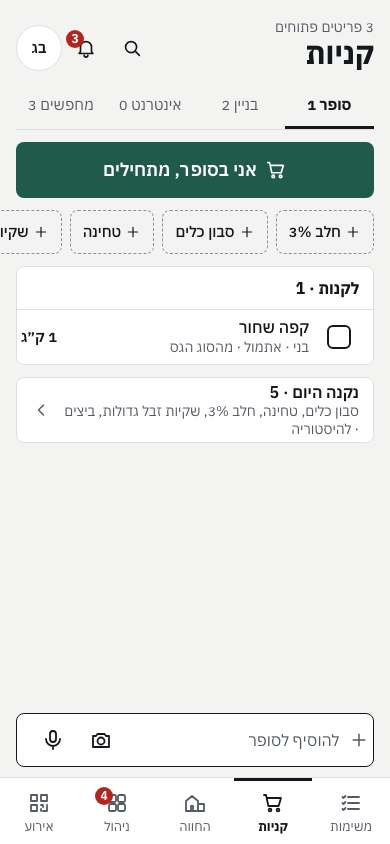 3 פריטים פתוחים
קניות
3
בג
סופר 1
בניין 2
אינטרנט 0
מחפשים 3
אני בסופר, מתחילים
חלב 3%
סבון כלים
טחינה
לקנות · 1
קפה שחור
בני · אתמול · מהסוג הגס
1 ק״ג
נקנה היום · 5
סבון כלים, טחינה, חלב 3%, שקיות זבל גדולות, ביצים
· להיסטוריה
להוסיף לסופר
משימות
קניות
החווה
ניהול
4
אירוע